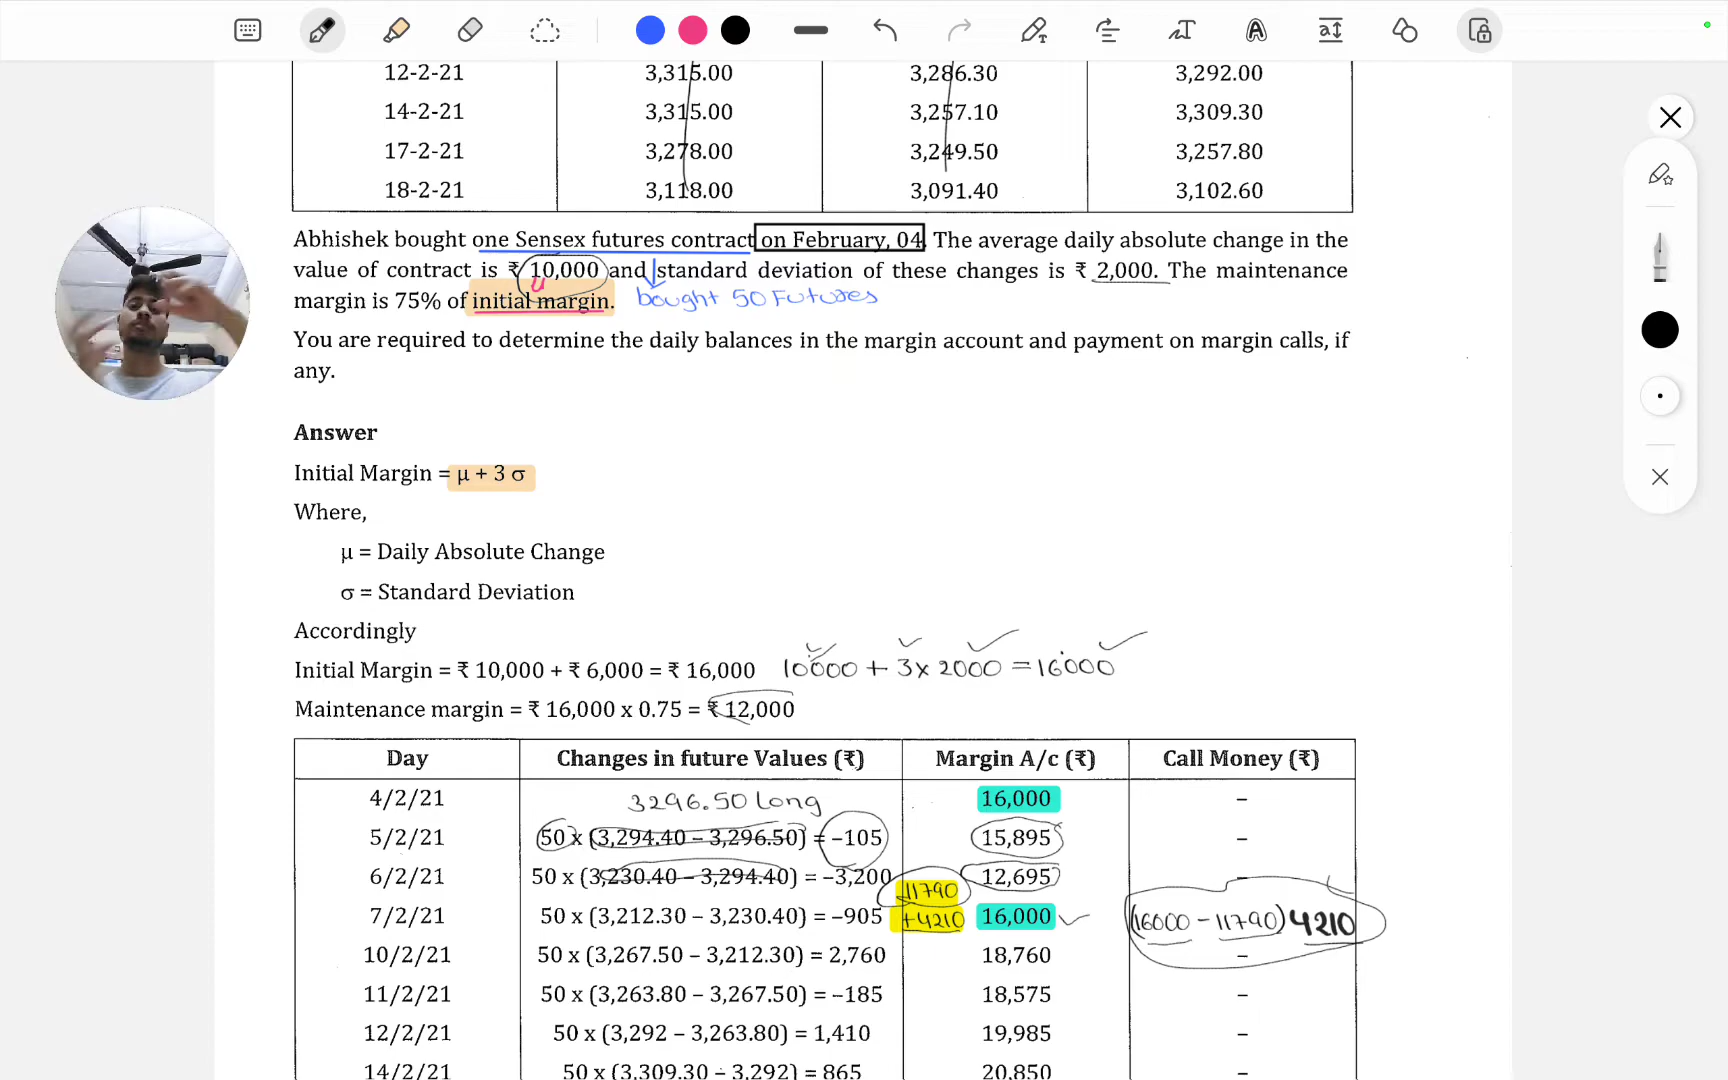 12-2-21 3,315.00 3,286.30 3,292.00
14-2-21 3,315.00 3,257.10 3,309.30
17-2-21 3,278.00 3,249.50 3,257.80
18-2-21 3,118.00 3,091.40 3,102.60
Abhishek bought one Sensex futures contract on February, 04. The average daily absolute change in the
value of contract is ₹ 10,000 and standard deviation of these changes is ₹ 2,000. The maintenance
μ
margin is 75% of initial margin. bought 50 Futures
You are required to determine the daily balances in the margin account and payment on margin calls, if
any.
Answer
Initial Margin = μ + 3 σ
Where,
μ = Daily Absolute Change
σ = Standard Deviation
Accordingly
Initial Margin = ₹ 10,000 + ₹ 6,000 = ₹ 16,000 10000 + 3 x 2000 = 16000
Maintenance margin = ₹ 16,000 x 0.75 = ₹ 12,000
Day Changes in future Values (₹) Margin A/c (₹) Call Money (₹)
4/2/21 3296.50 Long 16,000 –
5/2/21 50 x (3,294.40 – 3,296.50) = –105 15,895 –
6/2/21 50 x (3,230.40 – 3,294.40) = –3,200 12,695 –
11790
7/2/21 50 x (3,212.30 – 3,230.40) = –905 +4210 16,000 (16000 – 11790) 4210
10/2/21 50 x (3,267.50 – 3,212.30) = 2,760 18,760 –
11/2/21 50 x (3,263.80 – 3,267.50) = –185 18,575 –
12/2/21 50 x (3,292 – 3,263.80) = 1,410 19,985 –
14/2/21 50 x (3,309.30 – 3,292) = 865 20,850 –